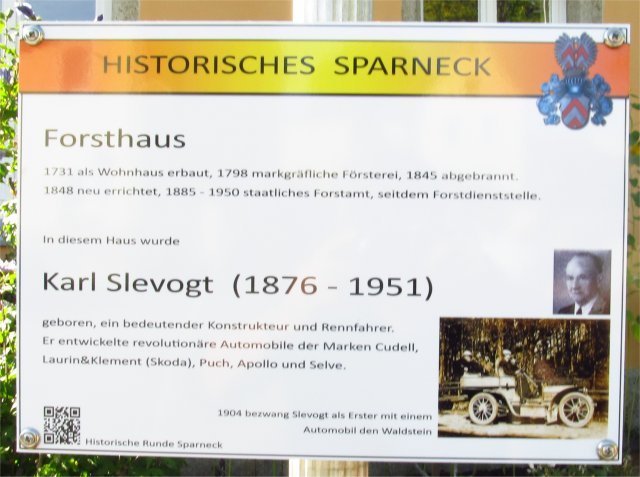 HISTORISCHES SPARNECK
Forsthaus
1731 als Wohnhaus erbaut, 1798 markgräfliche Försterei, 1845 abgebrannt.
1848 neu errichtet, 1885 - 1950 staatliches Forstamt, seitdem Forstdienststelle.
In diesem Haus wurde
Karl Slevogt (1876 - 1951)
geboren, ein bedeutender Konstrukteur und Rennfahrer.
Er entwickelte revolutionäre Automobile der Marken Cudell,
Laurin&Klement (Skoda), Puch, Apollo und Selve.
1904 bezwang Slevogt als Erster mit einem
Automobil den Waldstein
Historische Runde Sparneck